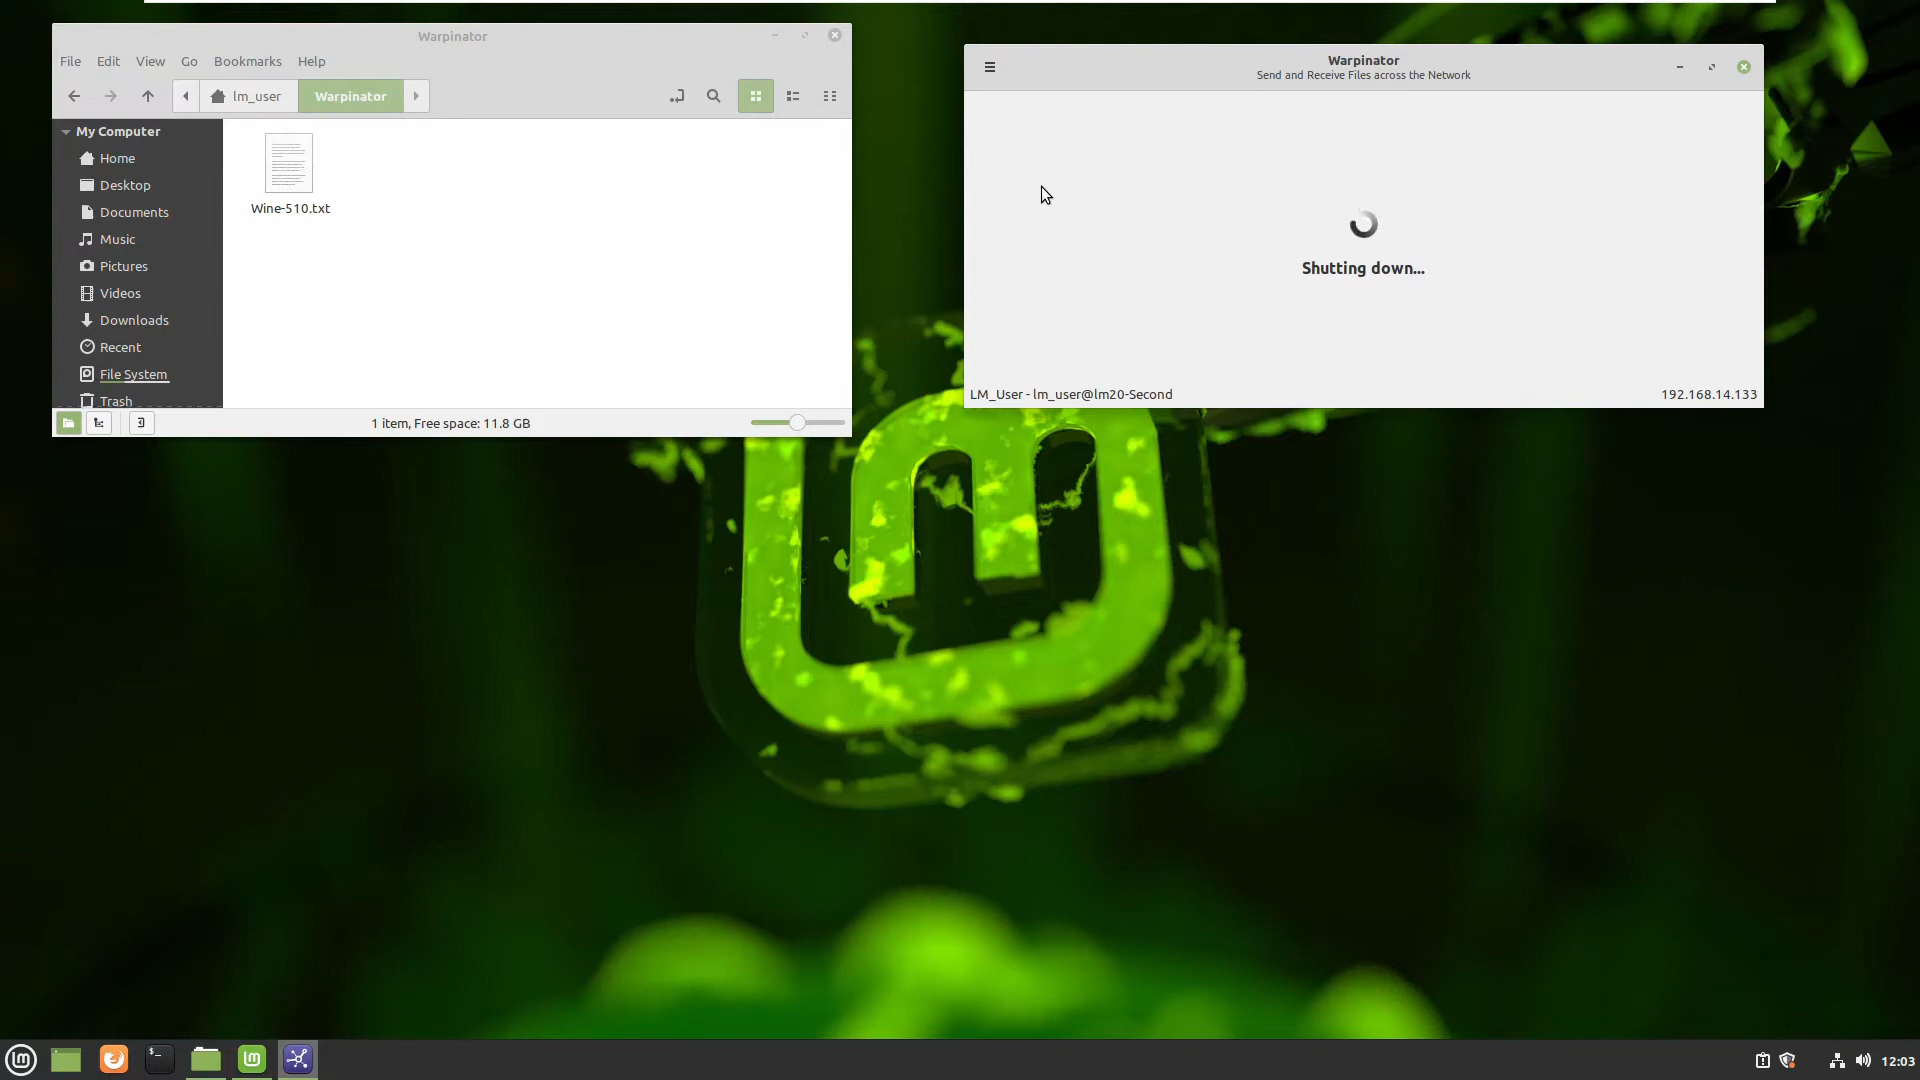 Warpinator
File Edit View Go Bookmarks Help
lm_user Warpinator
My Computer
Home
Desktop
Documents
Music
Pictures
Videos
Downloads
Recent
File System
Trash
Wine-510.txt
1 item, Free space: 11.8 GB
Warpinator
Send and Receive Files across the Network
Shutting down...
LM_User - lm_user@lm20-Second
192.168.14.133
12:03